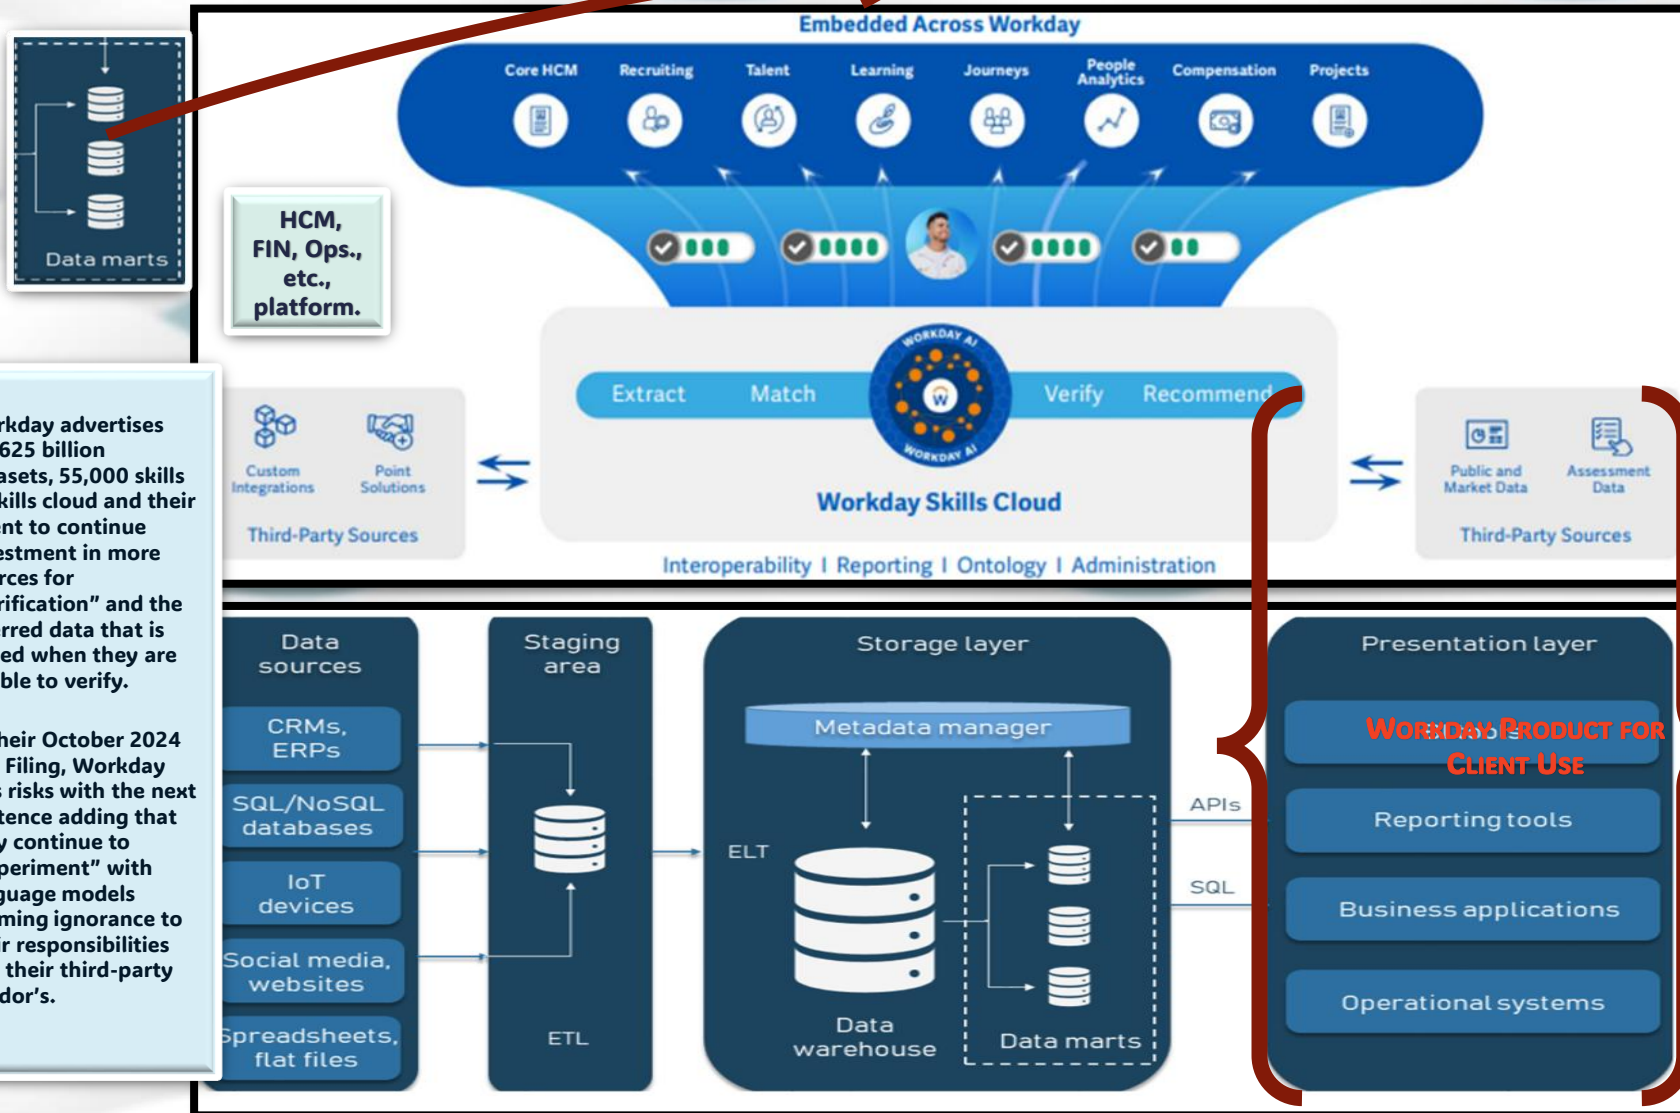 Embedded Across Workday
Core HCM
Recruiting
Talent
Learning
Journeys
People
Analytics
Compensation
Projects
Data marts
HCM,
FIN, Ops.,
etc.,
platform.
WORKDAY AI
WORKDAY AI
Extract
Match
Verify
Recommend
Workday Skills Cloud
Interoperability I Reporting I Ontology I Administration
Custom
Integrations
Point
Solutions
Third-Party Sources
Public and
Market Data
Assessment
Data
Third-Party Sources
rkday advertises
625 billion
asets, 55,000 skills
kills cloud and their
ent to continue
estment in more
rces for
rification” and the
erred data that is
ed when they are
ble to verify.
heir October 2024
Filing, Workday
s risks with the next
tence adding that
y continue to
periment” with
guage models
ming ignorance to
ir responsibilities
their third-party
dor’s.
Data
sources
CRMs,
ERPs
SQL/NoSQL
databases
IoT
devices
Social media,
websites
Spreadsheets,
flat files
Staging
area
ETL
ELT
Storage layer
Metadata manager
Data
warehouse
Data marts
APIs
SQL
Presentation layer
WORKDAY PRODUCT FOR
CLIENT USE
Reporting tools
Business applications
Operational systems